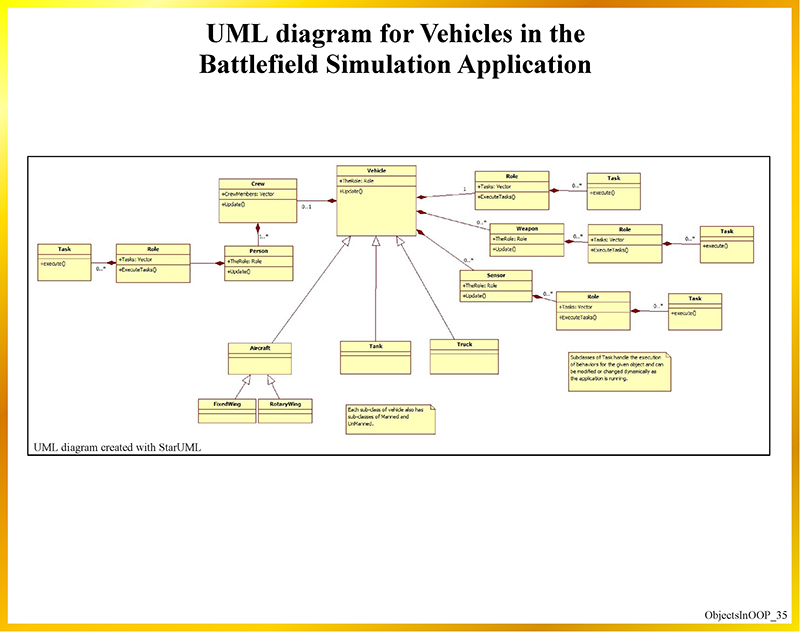 UML diagram for Vehicles in the
Battlefield Simulation Application
Vehicle
+TheRole: Role
+Update()
Crew
+CrewMembers: Vector
+Update()
0..1
1..*
Person
+TheRole: Role
+Update()
Role
+Tasks: Vector
+ExecuteTasks()
0..*
Task
+execute()
1
Role
+Tasks: Vector
+ExecuteTasks()
0..*
Task
+execute()
0..*
Weapon
+TheRole: Role
+Update()
0..*
Role
+Tasks: Vector
+ExecuteTasks()
0..*
Task
+execute()
0..*
Sensor
+TheRole: Role
+Update()
0..*
Role
+Tasks: Vector
+ExecuteTasks()
0..*
Task
+execute()
Aircraft
Tank
Truck
FixedWing
RotaryWing
Each sub-class of vehicle also has
sub-classes of Manned and
UnManned.
Subclasses of Task handle the execution
of behaviors for the given object and can
be modified or changed dynamically as
the application is running.
UML diagram created with StarUML
ObjectsInOOP_35